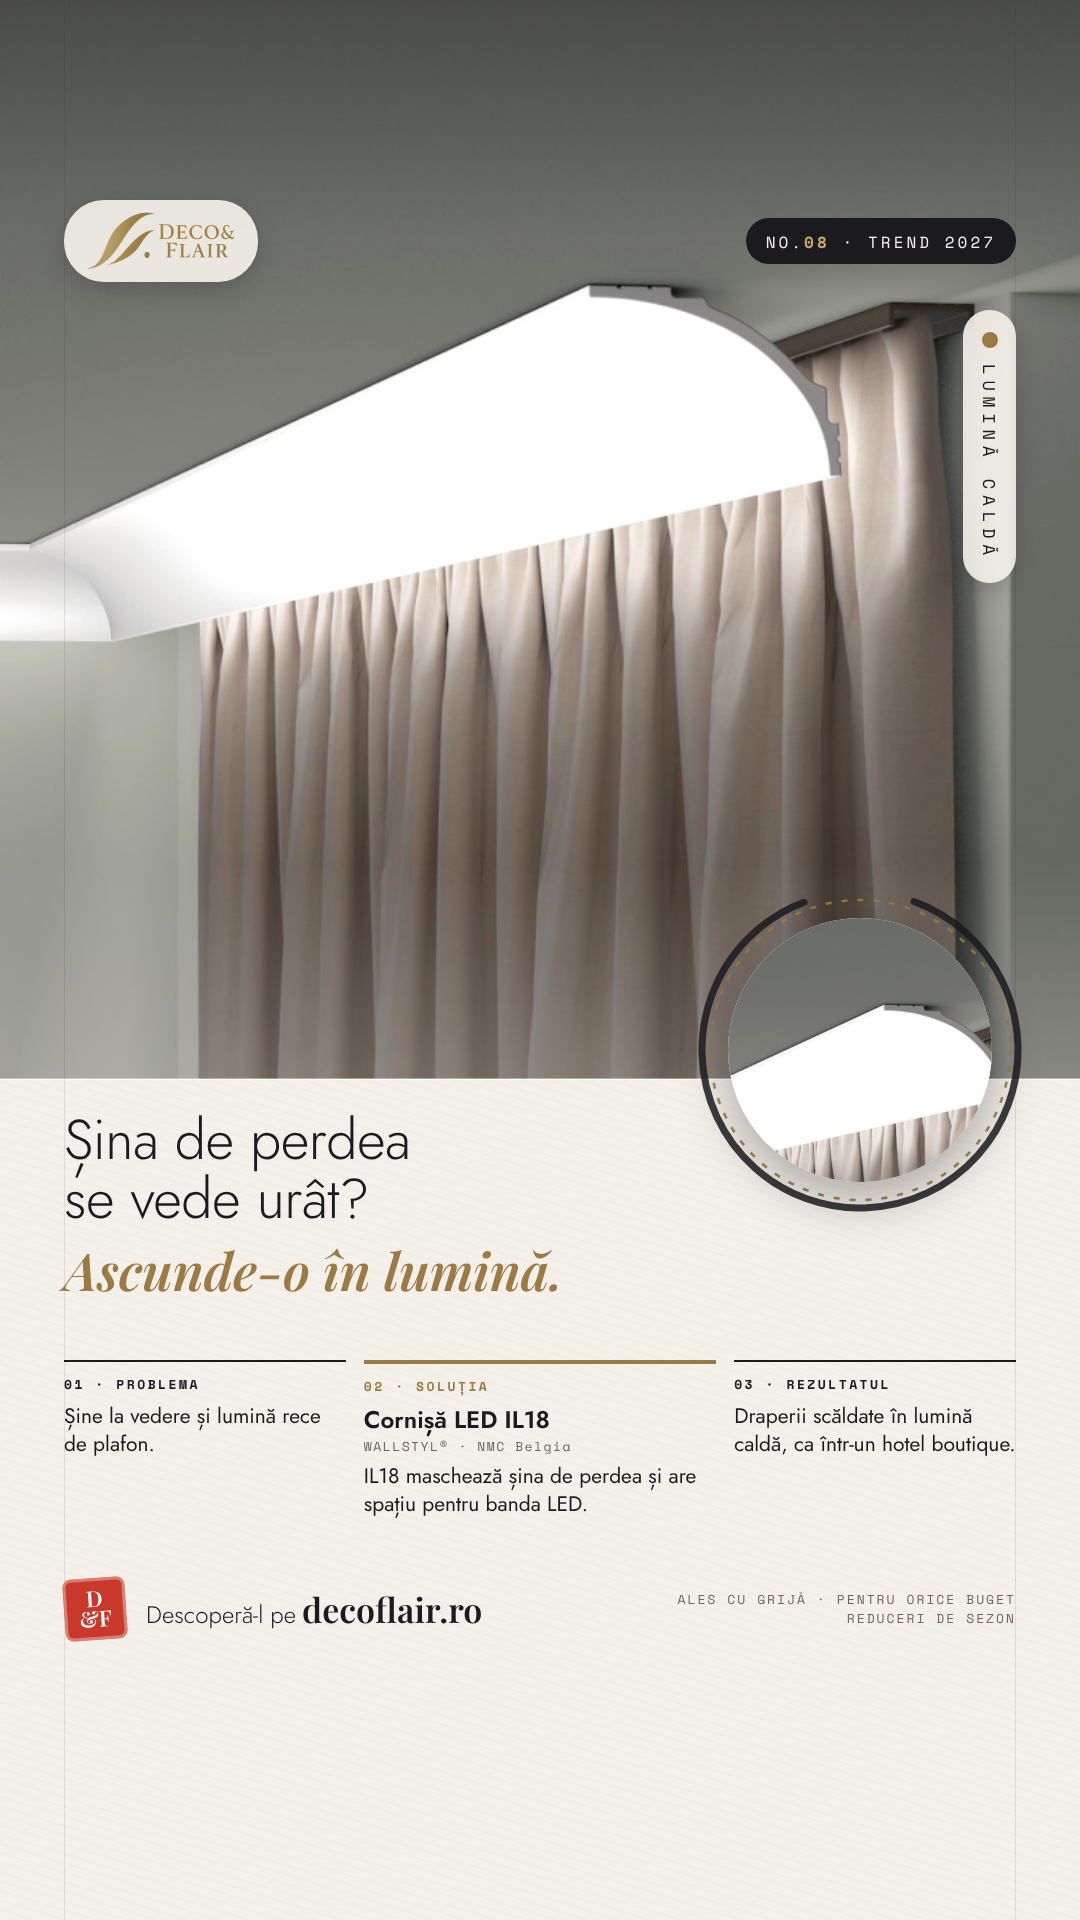 DECO&
FLAIR
NO.08 · TREND 2027
LUMINĂ CALDĂ
Șina de perdea
se vede urât?
Ascunde-o în lumină.
01 · PROBLEMA
Șine la vedere și lumină rece
de plafon.
02 · SOLUȚIA
Cornișă LED IL18
WALLSTYL® · NMC Belgia
IL18 maschează șina de perdea și are
spațiu pentru banda LED.
03 · REZULTATUL
Draperii scăldate în lumină
caldă, ca într-un hotel boutique.
D
&F
Descoperă-l pe decoflair.ro
ALES CU GRIJĂ · PENTRU ORICE BUGET
REDUCERI DE SEZON